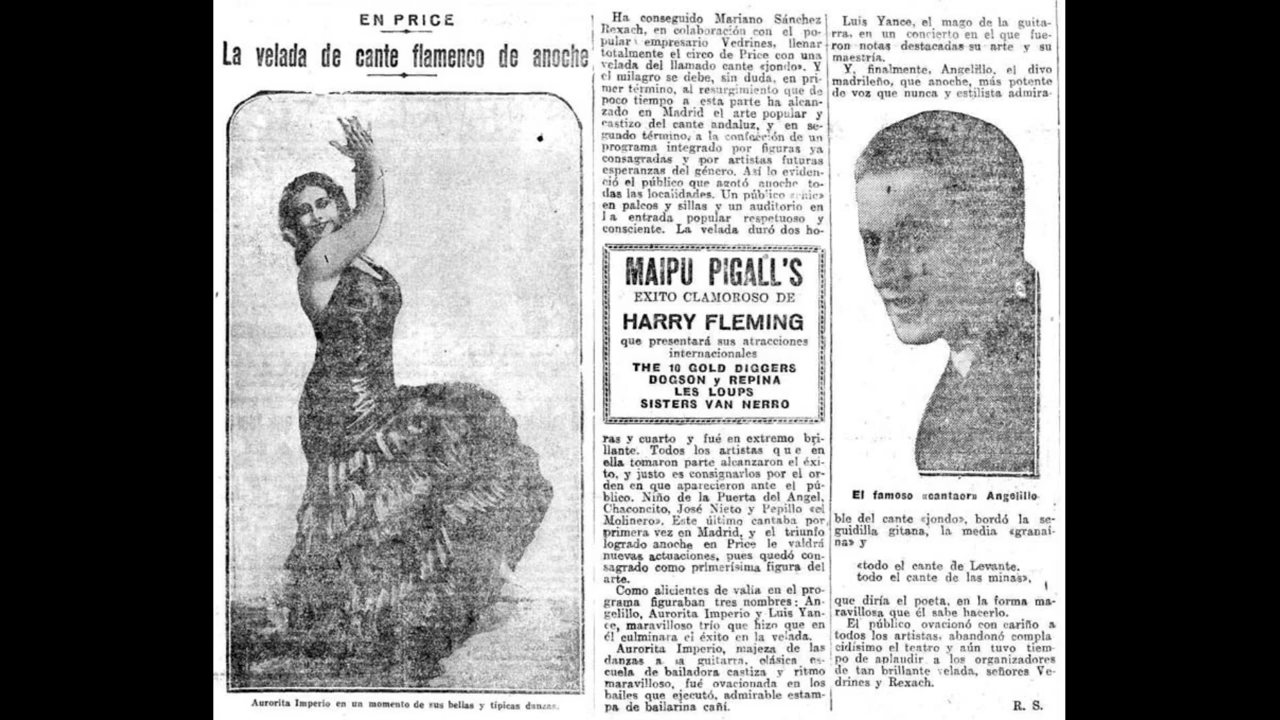 EN PRICE
La velada de cante flamenco de anoche
Aurorita Imperio en un momento de sus bellas y típicas danzas.
Ha conseguido Mariano Sánchez
Rexach, en colaboración con el po-
pular empresario Vedrines, llenar
totalmente el circo de Price con una
velada del llamado cante «jondo». Y
el milagro se debe, sin duda, en pri-
mer término, al resurgimiento que de
poco tiempo a esta parte ha alcan-
zado en Madrid el arte popular y
castizo del cante andaluz, y en se-
gundo término, a la confección de un
programa integrado por figuras ya
consagradas y por artistas futuras
esperanzas del género. Así lo eviden-
ció el público que agotó anoche to-
das las localidades. Un público
en palcos y sillas y un auditorio en
la entrada popular respetuoso y
consciente. La velada duró dos ho-
MAIPU PIGALL'S
EXITO CLAMOROSO DE
HARRY FLEMING
que presentará sus atracciones
internacionales
THE 10 GOLD DIGGERS
DOGSON y REPINA
LES LOUPS
SISTERS VAN NERRO
ras y cuarto y fué en extremo bri-
llante. Todos los artistas que en
ella tomaron parte alcanzaron el éxi-
to, y justo es consignarlos por el or-
den en que aparecieron ante el pú-
blico. Niño de la Puerta del Angel,
Chaconcito, José Nieto y Pepillo «el
Molinero». Este último cantaba por
primera vez en Madrid, y el triunfo
logrado anoche en Price le valdrá
nuevas actuaciones, pues quedó con-
sagrado como primerísima figura del
arte.
Como alicientes de valía en el pro-
grama figuraban tres nombres: An-
gelillo, Aurorita Imperio y Luis Yan-
ce, maravilloso trío que hizo que en
él culminara el éxito en la velada.
Aurorita Imperio, majeza de las
danzas a la guitarra, clásica es-
cuela de bailadora castiza y ritmo
maravilloso, fué ovacionada en los
bailes que ejecutó, admirable estam-
pa de bailarina cañí.
Luis Yance, el mago de la guita-
rra, en un concierto en el que fue-
ron notas destacadas su arte y su
maestría.
Y, finalmente, Angelillo, el divo
madrileño, que anoche, más potente
de voz que nunca y estilista admira-
El famoso «cantaor» Angelillo
ble del cante «jondo», bordó la se-
guidilla gitana, la media «granaí-
na» y
«todo el cante de Levante,
todo el cante de las minas»,
que diría el poeta, en la forma ma-
ravillosa que él sabe hacerlo.
El público ovacionó con cariño a
todos los artistas, abandonó compla
cidísimo el teatro y aún tuvo tiem-
po de aplaudir a los organizadores
de tan brillante velada, señores Ve-
drines y Rexach.
R. S.